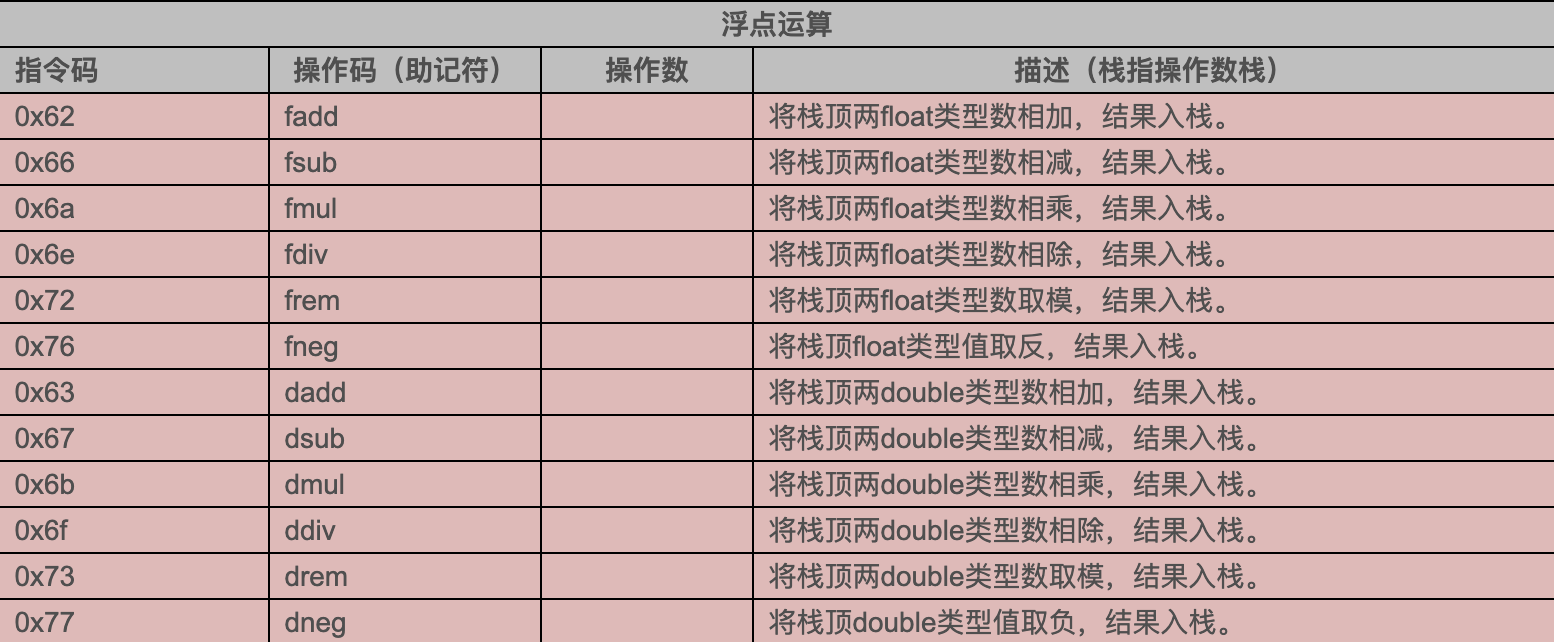 浮点运算
指令码 操作码（助记符） 操作数 描述（栈指操作数栈）
0x62 fadd 将栈顶两float类型数相加，结果入栈。
0x66 fsub 将栈顶两float类型数相减，结果入栈。
0x6a fmul 将栈顶两float类型数相乘，结果入栈。
0x6e fdiv 将栈顶两float类型数相除，结果入栈。
0x72 frem 将栈顶两float类型数取模，结果入栈。
0x76 fneg 将栈顶float类型值取反，结果入栈。
0x63 dadd 将栈顶两double类型数相加，结果入栈。
0x67 dsub 将栈顶两double类型数相减，结果入栈。
0x6b dmul 将栈顶两double类型数相乘，结果入栈。
0x6f ddiv 将栈顶两double类型数相除，结果入栈。
0x73 drem 将栈顶两double类型数取模，结果入栈。
0x77 dneg 将栈顶double类型值取负，结果入栈。